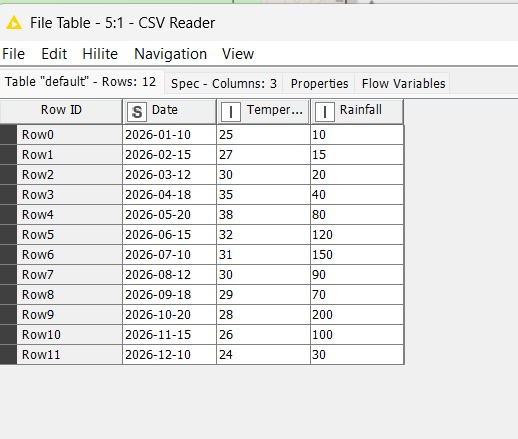 File Table - 5:1 - CSV Reader
File Edit Hilite Navigation View
Table "default" - Rows: 12 Spec - Columns: 3 Properties Flow Variables
Row ID S Date I Temper... I Rainfall
Row0 2026-01-10 25 10
Row1 2026-02-15 27 15
Row2 2026-03-12 30 20
Row3 2026-04-18 35 40
Row4 2026-05-20 38 80
Row5 2026-06-15 32 120
Row6 2026-07-10 31 150
Row7 2026-08-12 30 90
Row8 2026-09-18 29 70
Row9 2026-10-20 28 200
Row10 2026-11-15 26 100
Row11 2026-12-10 24 30